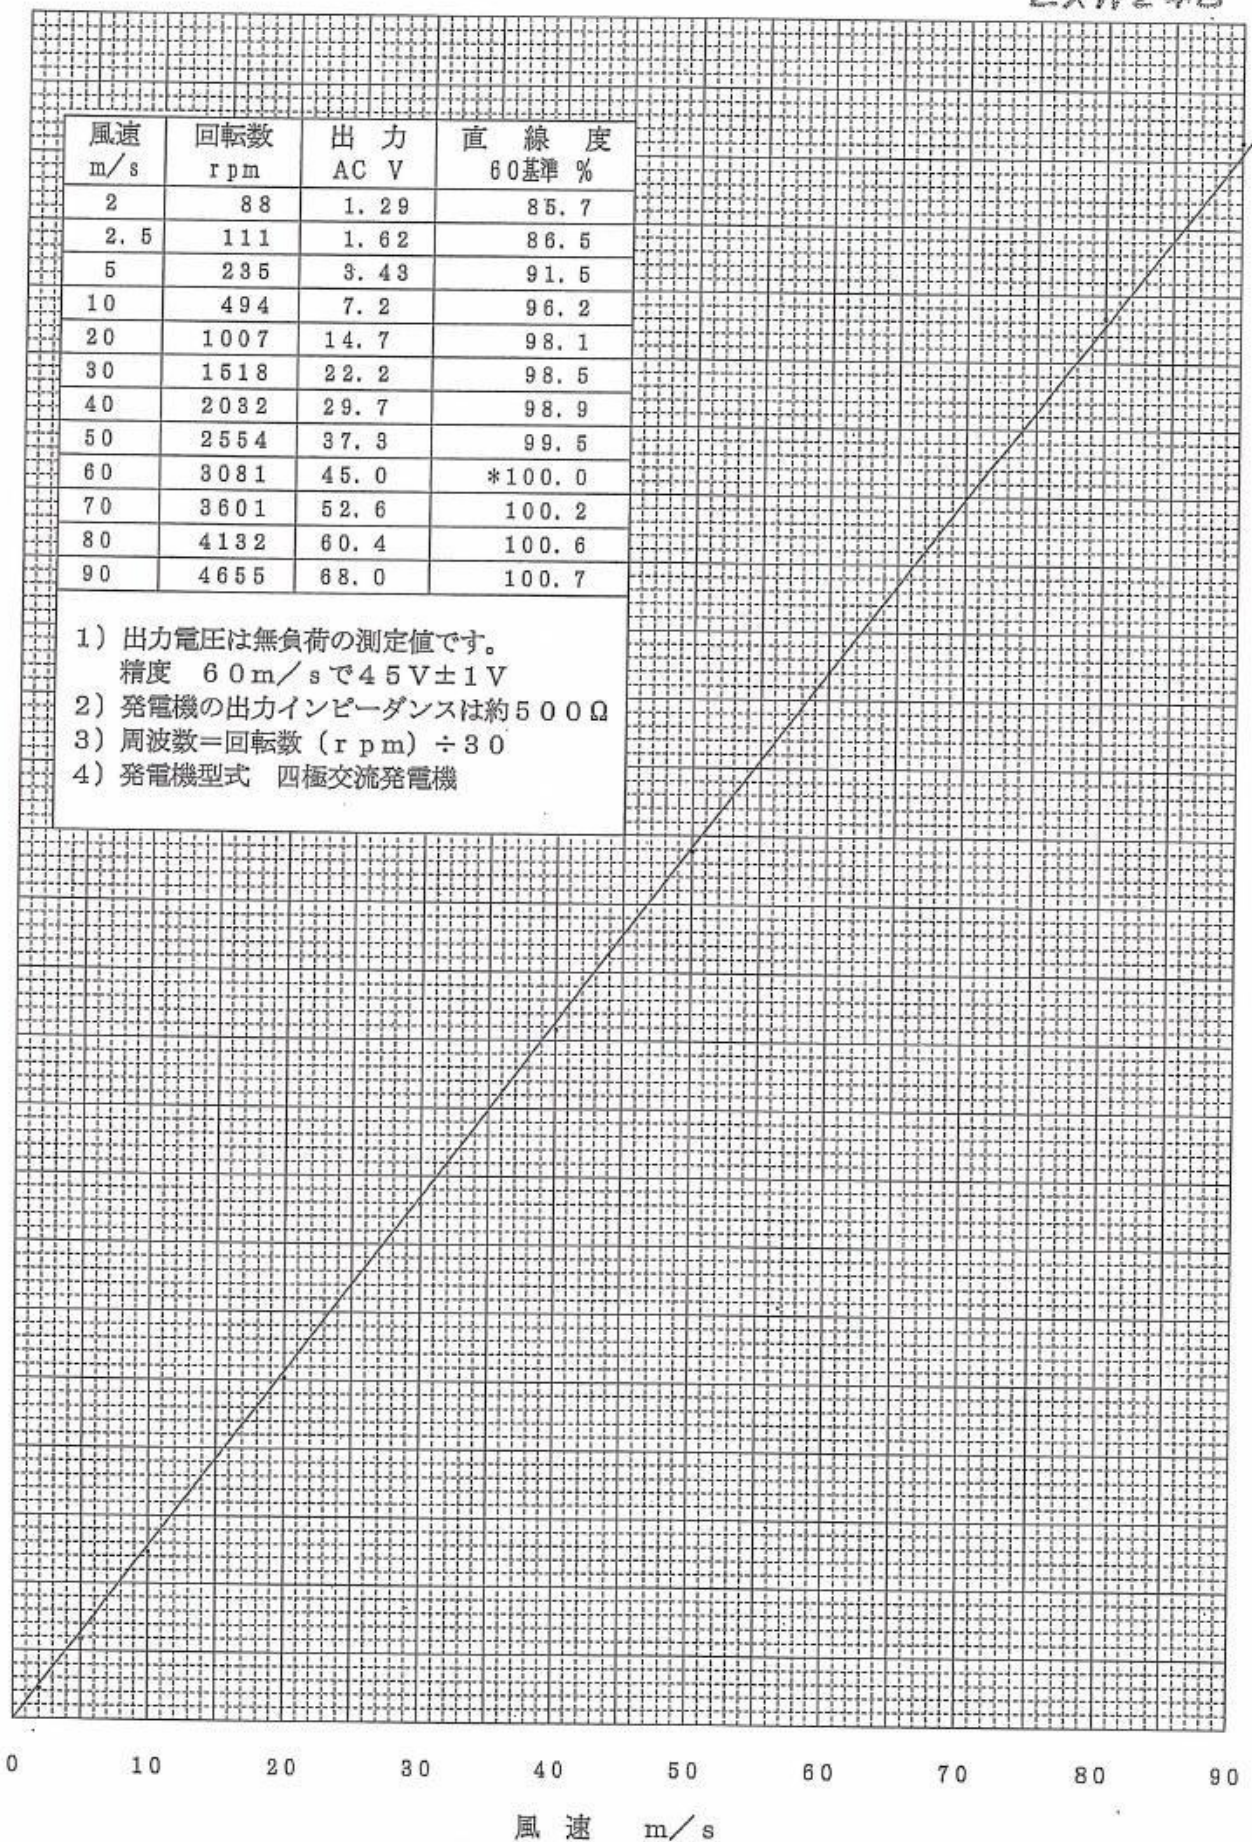 風速 回転数 出 力 直 線 度
m/s rpm AC V 60基準 %
2 88 1.29 85.7
2.5 111 1.62 86.5
5 235 3.43 91.5
10 494 7.2 96.2
20 1007 14.7 98.1
30 1518 22.2 98.5
40 2032 29.7 98.9
50 2554 37.3 99.5
60 3081 45.0 *100.0
70 3601 52.6 100.2
80 4132 60.4 100.6
90 4655 68.0 100.7
1)出力電圧は無負荷の測定値です。
精度 60m/sで45V±1V
2)発電機の出力インピーダンスは約500Ω
3)周波数=回転数(rpm)÷30
4)発電機型式 四極交流発電機
0 10 20 30 40 50 60 70 80 90
風 速 m/s